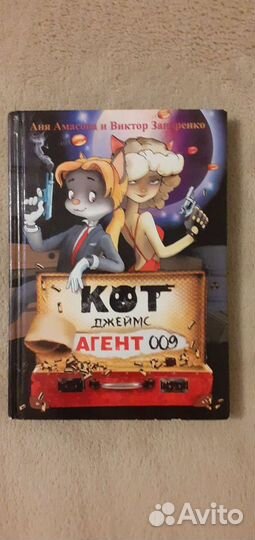 Аня Амасова и Виктор Запаренко
КОТ
ДЖЕЙМС
АГЕНТ 009
Avito